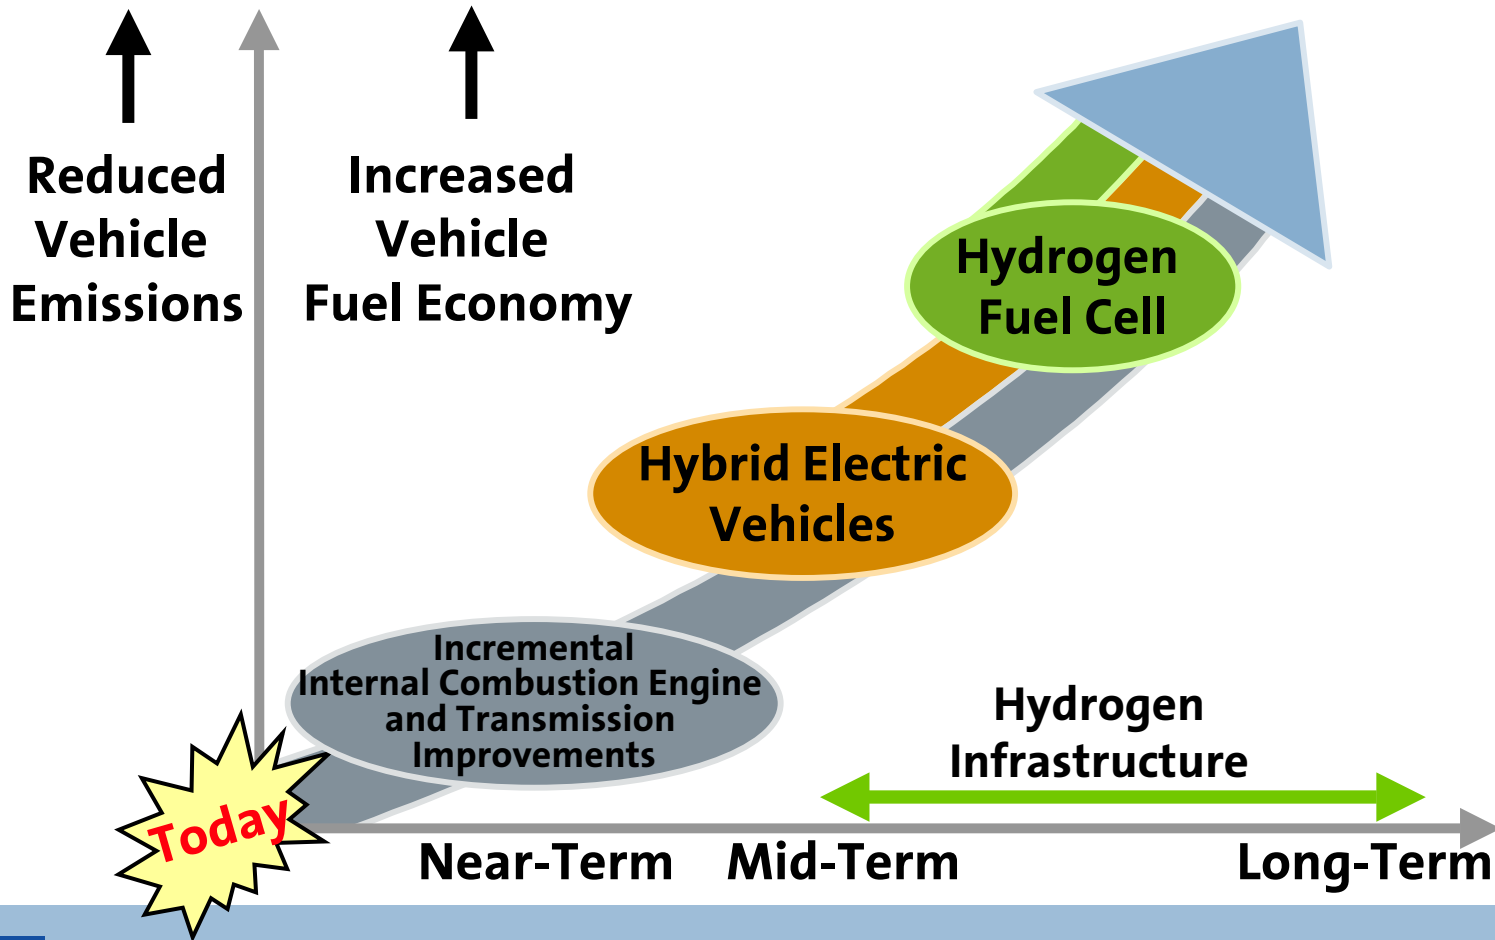 Reduced
Vehicle
Emissions
Increased
Vehicle
Fuel Economy
Hydrogen
Fuel Cell
Hybrid Electric
Vehicles
Incremental
Internal Combustion Engine
and Transmission
Improvements
Hydrogen
Infrastructure
Today
Near-Term
Mid-Term
Long-Term